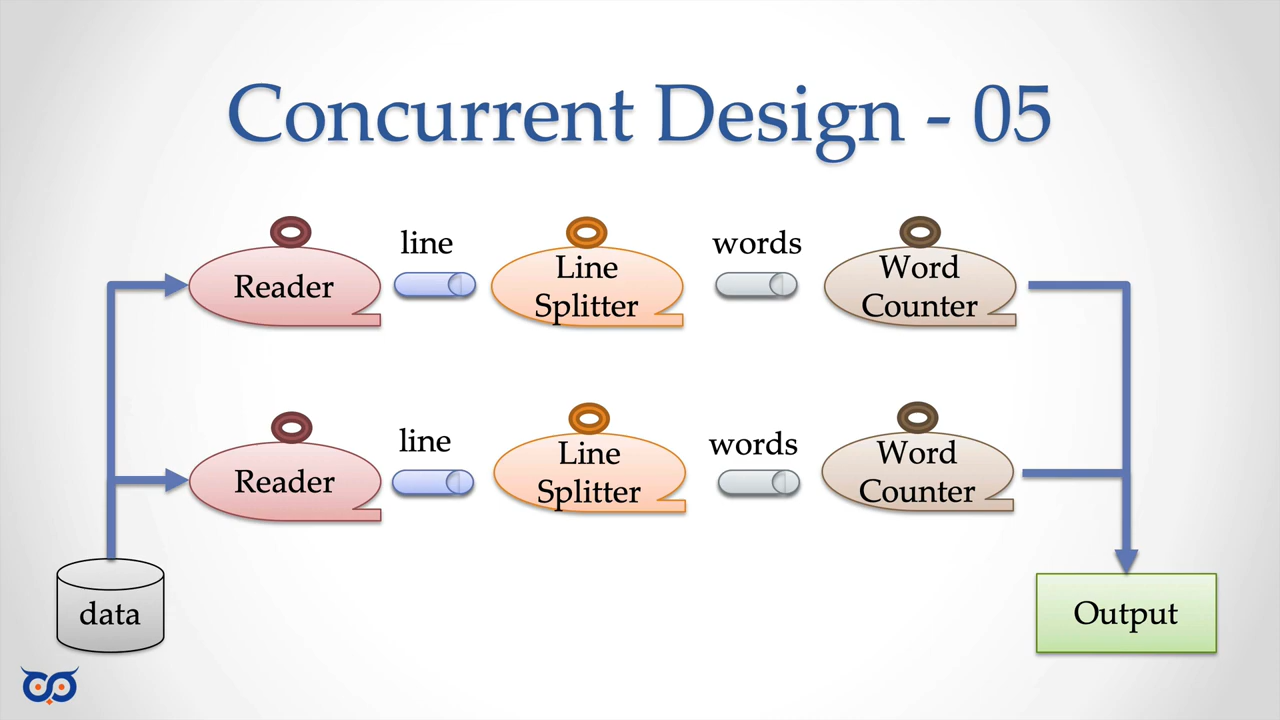 Concurrent Design - 05
line
words
Reader
Line
Splitter
Word
Counter
line
words
Reader
Line
Splitter
Word
Counter
data
Output